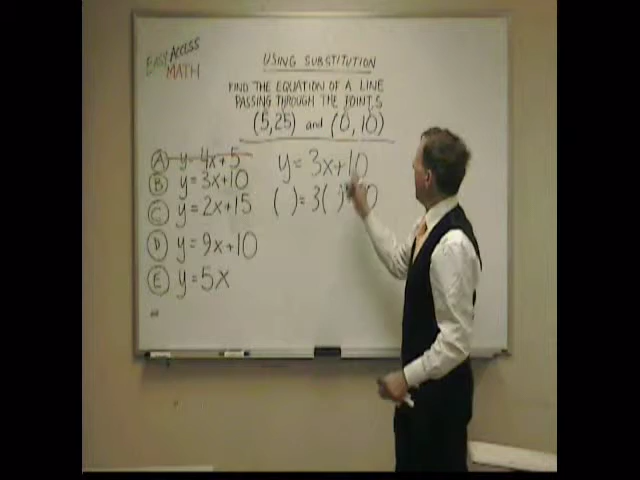 EASY ACCESS
MATH
USING SUBSTITUTION
FIND THE EQUATION OF A LINE
PASSING THROUGH THE POINTS
(5,25) and (0,10)
A y=4x+5
B y=3x+10
C y=2x+15
D y=9x+10
E y=5x
y=3x+10
( )=3( )+10